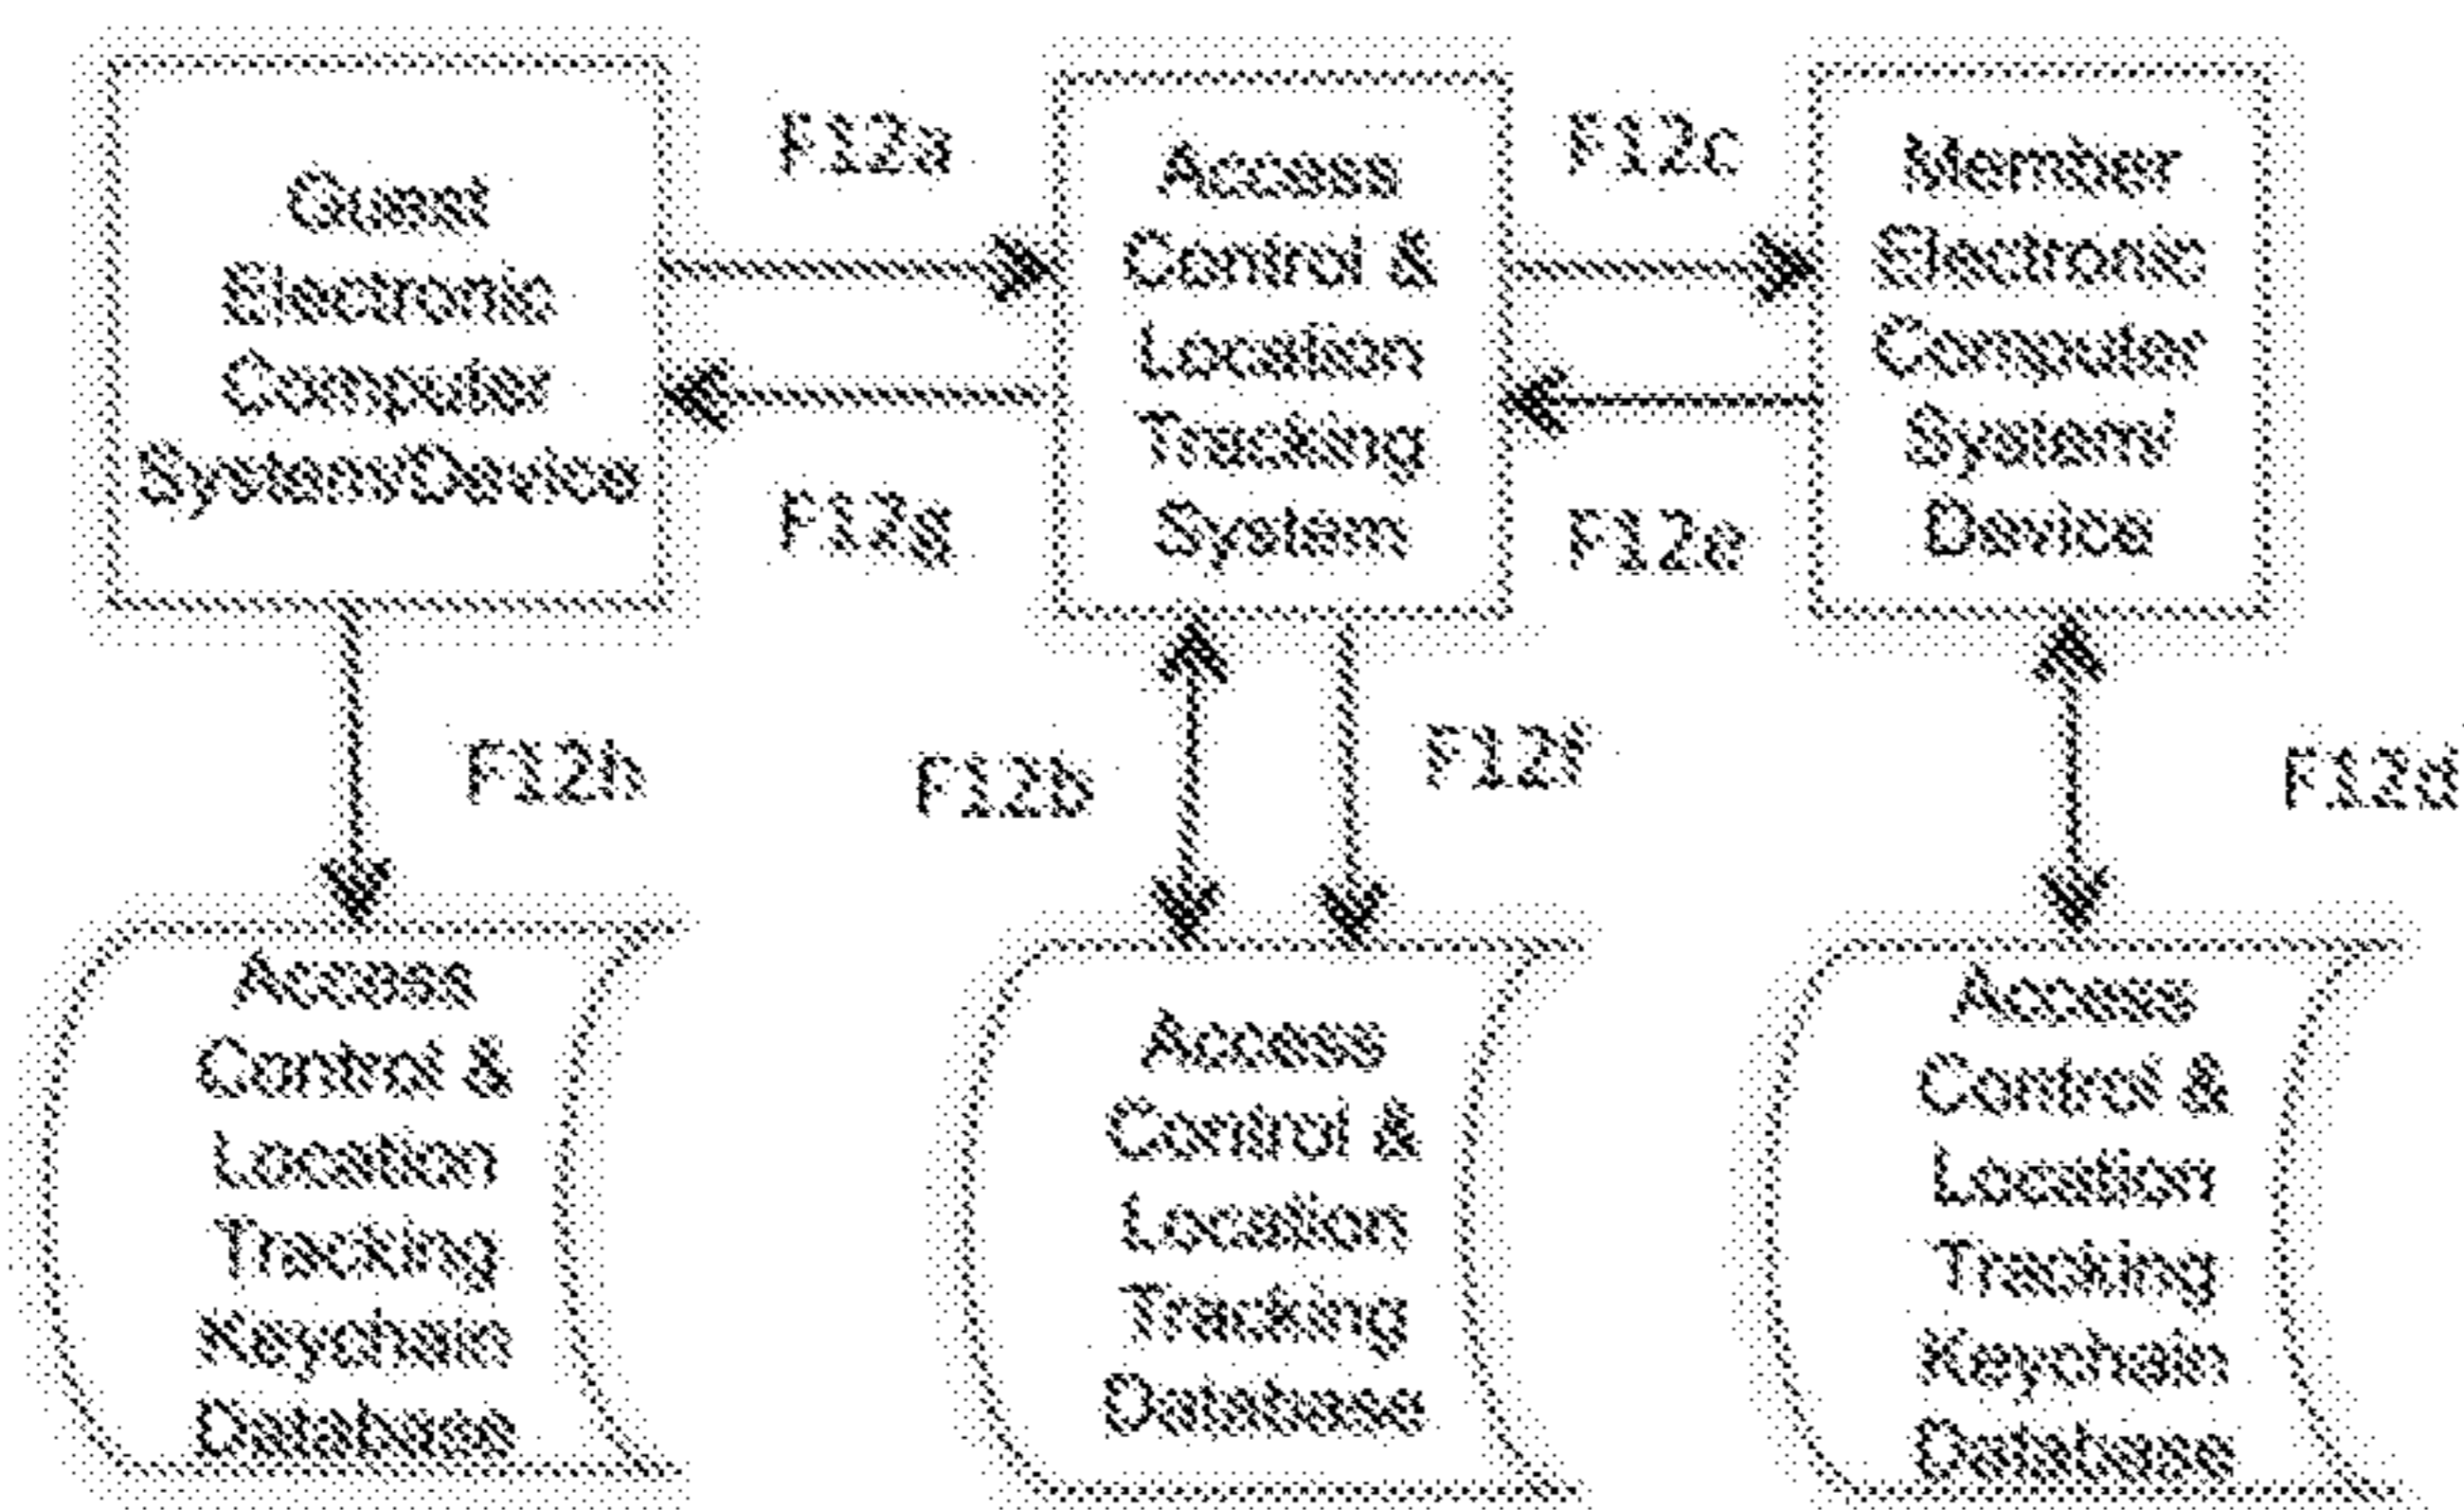 Guest
Electronic
Computer
System/Device
F12a
F12g
Access
Control &
Location
Tracking
System
F12c
F12e
Member
Electronic
Computer
System/
Device
F12h
F12b
F12f
F12d
Access
Control &
Location
Tracking
Keychain
Database
Access
Control &
Location
Tracking
Database
Access
Control &
Location
Tracking
Keychain
Database